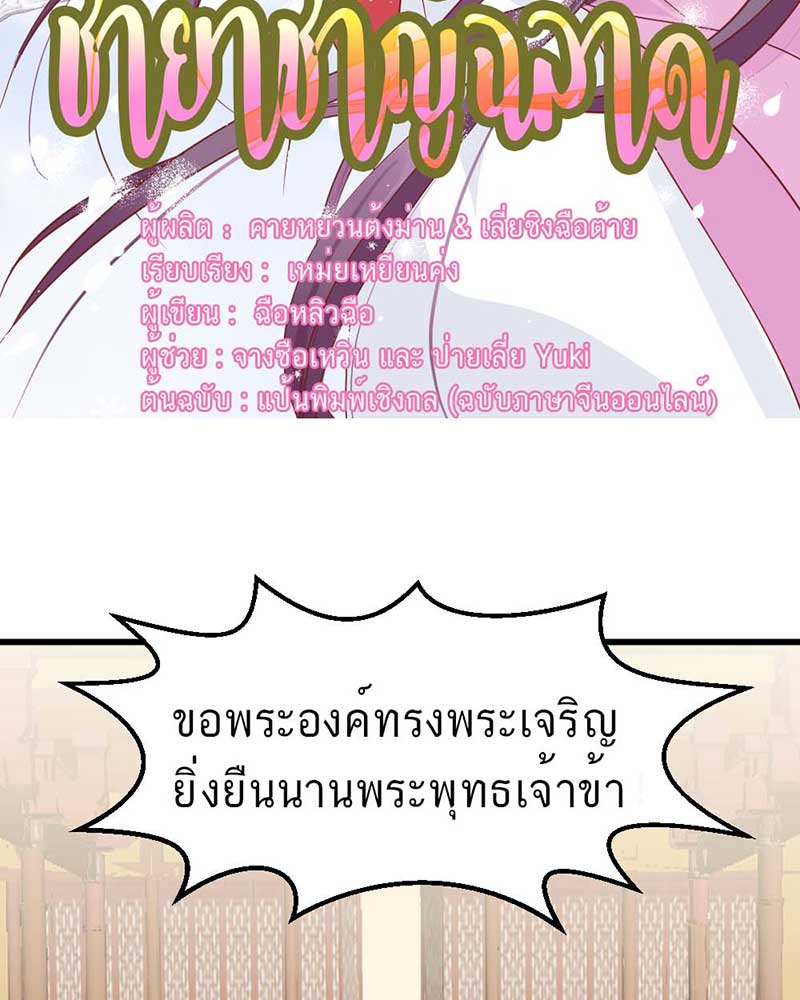 ชายาชาญฉลาด
ผู้ผลิต : คายหยวนต้งม่าน & เลี่ยชิงฉือต้าย
เรียบเรียง : เหม่ยเหยียนค่ง
ผู้เขียน : ฉือหลิวฉือ
ผู้ช่วย : จางซือเหวิน และ ป่ายเลี่ย Yuki
ต้นฉบับ : แป้นพิมพ์เชิงกล (ฉบับภาษาจีนออนไลน์)
ขอพระองค์ทรงพระเจริญ
ยิ่งยืนนานพระพุทธเจ้าข้า